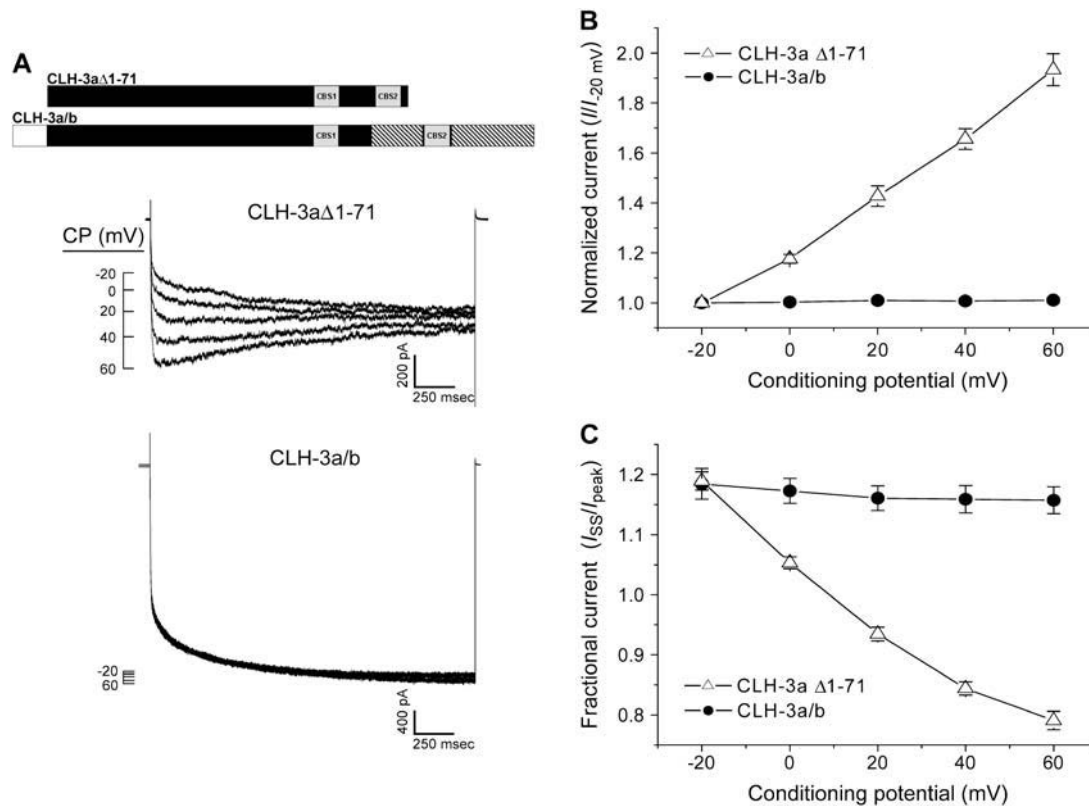 A
CLH-3aΔ1-71
CBS1
CBS2
CLH-3a/b
CBS1
CBS2
CLH-3aΔ1-71
CP (mV)
-20
0
20
40
60
200 pA
250 msec
CLH-3a/b
-20
60
400 pA
250 msec
B
CLH-3a Δ1-71
CLH-3a/b
Normalized current (I/I-20 mV)
2.0
1.8
1.6
1.4
1.2
1.0
-20 0 20 40 60
Conditioning potential (mV)
C
Fractional current (ISS/Ipeak)
1.2
1.1
1.0
0.9
0.8
CLH-3a Δ1-71
CLH-3a/b
-20 0 20 40 60
Conditioning potential (mV)